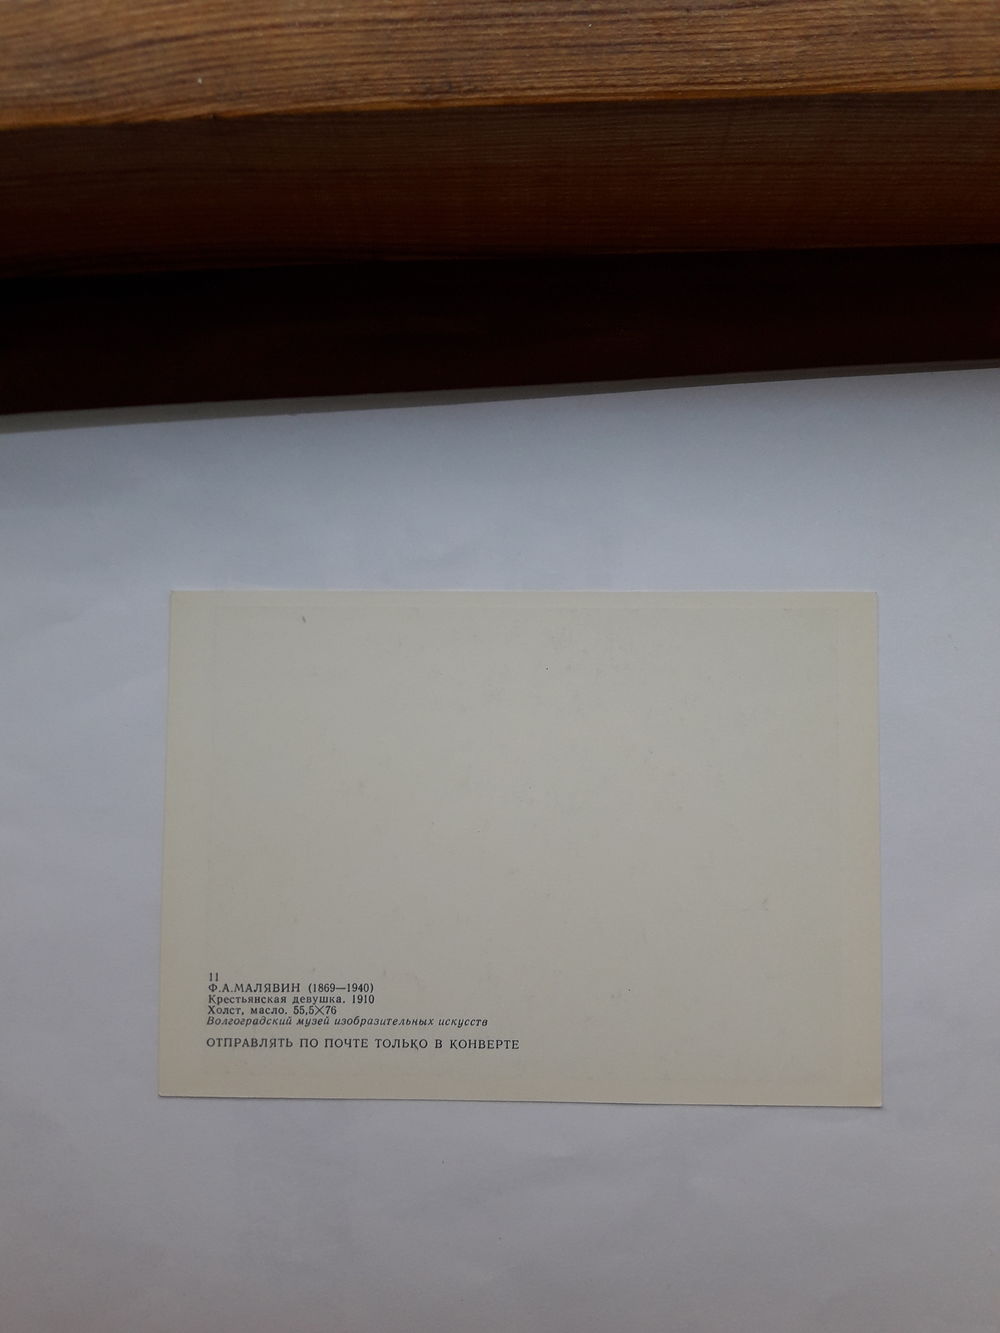 11
Ф.А.МАЛЯВИН (1869—1940)
Крестьянская девушка. 1910
Холст, масло. 55,5×76
Волгоградский музей изобразительных искусств
ОТПРАВЛЯТЬ ПО ПОЧТЕ ТОЛЬКО В КОНВЕРТЕ